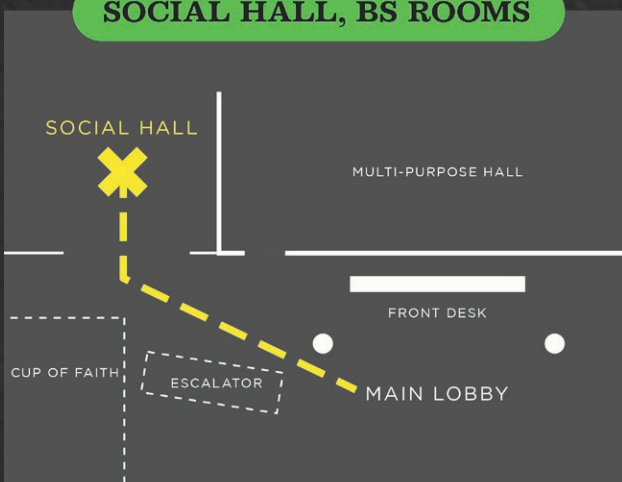 SOCIAL HALL, BS ROOMS
SOCIAL HALL
MULTI-PURPOSE HALL
FRONT DESK
CUP OF FAITH
ESCALATOR
MAIN LOBBY